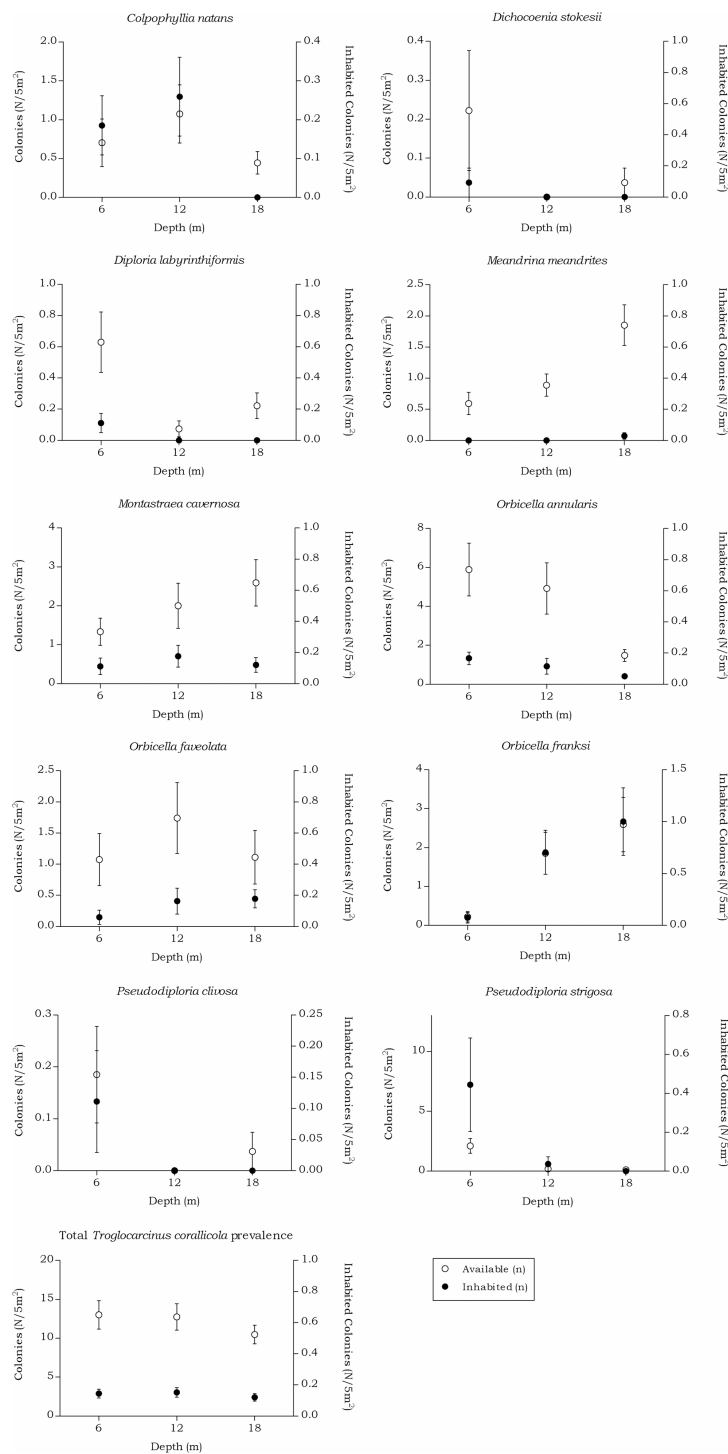 Colpophyllia natans
Colonies (N/5m²)
2.0
1.5
1.0
0.5
0.0
0.4
0.3
0.2
0.1
0.0
Inhabited Colonies (N/5m²)
6 12 18
Depth (m)
Dichocoenia stokesii
Colonies (N/5m²)
0.4
0.3
0.2
0.1
0.0
1.0
0.8
0.6
0.4
0.2
0.0
Inhabited Colonies (N/5m²)
6 12 18
Depth (m)
Diploria labyrinthiformis
Colonies (N/5m²)
1.0
0.8
0.6
0.4
0.2
0.0
1.0
0.8
0.6
0.4
0.2
0.0
Inhabited Colonies (N/5m²)
6 12 18
Depth (m)
Meandrina meandrites
Colonies (N/5m²)
2.5
2.0
1.5
1.0
0.5
0.0
1.0
0.8
0.6
0.4
0.2
0.0
Inhabited Colonies (N/5m²)
6 12 18
Depth (m)
Montastraea cavernosa
Colonies (N/5m²)
4
3
2
1
0
1.0
0.8
0.6
0.4
0.2
0.0
Inhabited Colonies (N/5m²)
6 12 18
Depth (m)
Orbicella annularis
Colonies (N/5m²)
8
6
4
2
0
1.0
0.8
0.6
0.4
0.2
0.0
Inhabited Colonies (N/5m²)
6 12 18
Depth (m)
Orbicella faveolata
Colonies (N/5m²)
2.5
2.0
1.5
1.0
0.5
0.0
1.0
0.8
0.6
0.4
0.2
0.0
Inhabited Colonies (N/5m²)
6 12 18
Depth (m)
Orbicella franksi
Colonies (N/5m²)
4
3
2
1
0
1.5
1.0
0.5
0.0
Inhabited Colonies (N/5m²)
6 12 18
Depth (m)
Pseudodiploria clivosa
Colonies (N/5m²)
0.3
0.2
0.1
0.0
0.25
0.20
0.15
0.10
0.05
0.00
Inhabited Colonies (N/5m²)
6 12 18
Depth (m)
Pseudodiploria strigosa
Colonies (N/5m²)
10
5
0
0.8
0.6
0.4
0.2
0.0
Inhabited Colonies (N/5m²)
6 12 18
Depth (m)
Total Troglocarcinus corallicola prevalence
Colonies (N/5m²)
20
15
10
5
0
1.0
0.8
0.6
0.4
0.2
0.0
Inhabited Colonies (N/5m²)
6 12 18
Depth (m)
Available (n)
Inhabited (n)